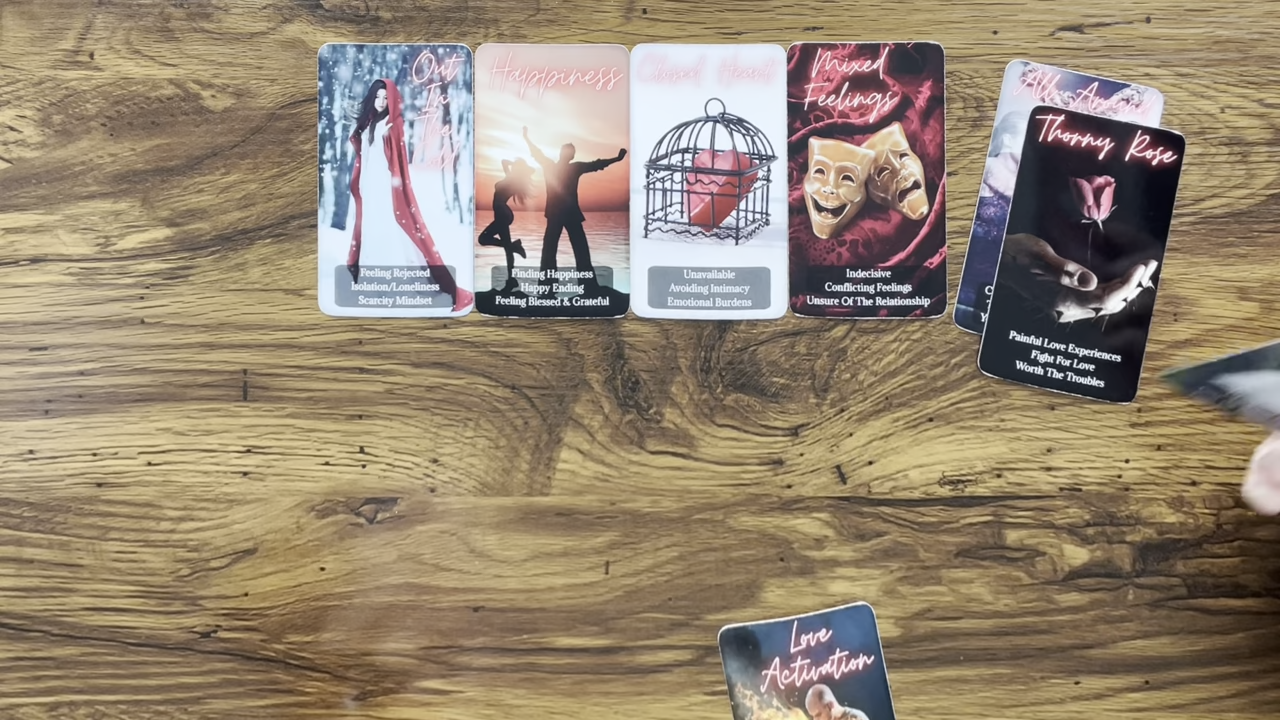 Out
In
The
Feeling Rejected
Isolation/Loneliness
Scarcity Mindset
Happiness
Finding Happiness
Happy Ending
Feeling Blessed & Grateful
Unavailable
Avoiding Intimacy
Emotional Burdens
Mixed
Feelings
Indecisive
Conflicting Feelings
Unsure Of The Relationship
All Around
Thorny Rose
Painful Love Experiences
Fight For Love
Worth The Troubles
Love
Activation